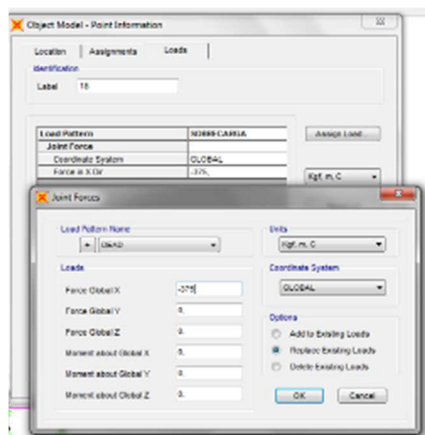 Object Model - Point Information
Location Assignments Loads
Identification
Label 18
Load Pattern SOBRECARGA
Joint Force
Coordinate System GLOBAL
Force in X Dir -375,
Assign Load...
Kgf, m, C
Joint Forces
Load Pattern Name
+ DEAD
Units
Kgf, m, C
Loads
Force Global X -375
Force Global Y 0,
Force Global Z 0,
Moment about Global X 0,
Moment about Global Y 0,
Moment about Global Z 0,
Coordinate System
GLOBAL
Options
Add to Existing Loads
Replace Existing Loads
Delete Existing Loads
OK Cancel